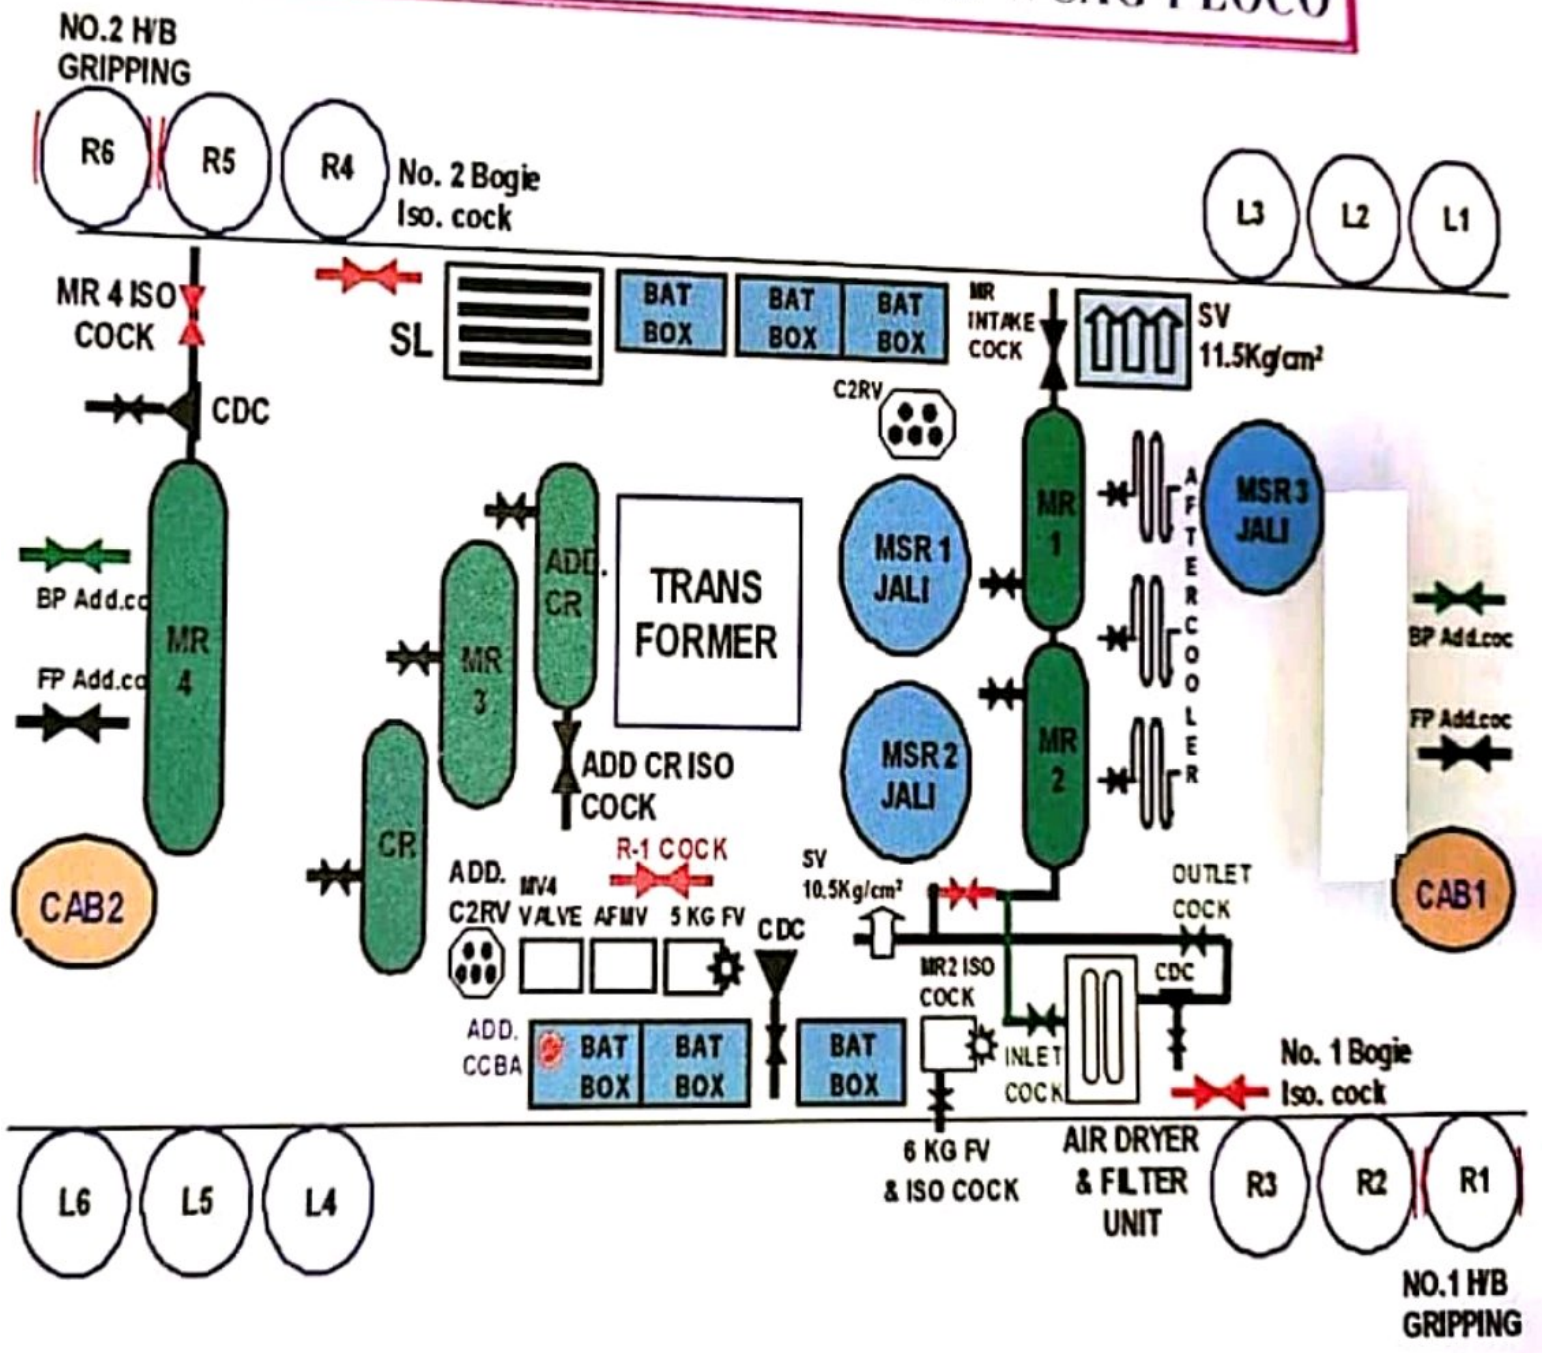 LOCO
NO.2 H/B
GRIPPING
R6
R5
R4
No. 2 Bogie
Iso. cock
L3
L2
L1
MR 4 ISO
COCK
SL
BAT
BOX
BAT
BOX
BAT
BOX
MR
INTAKE
COCK
SV
11.5Kg/cm²
CDC
C2RV
MR
4
BP Add.co
FP Add.co
MR
3
ADD.
CR
TRANS
FORMER
MSR 1
JALI
MR
1
AFTERCOOLER
MSR 3
JALI
BP Add.coc
FP Add.coc
MSR 2
JALI
MR
2
ADD CR ISO
COCK
CR
CAB2
R-1 COCK
ADD.
C2RV
MV4
VALVE
AFMV
5 KG FV
CDC
SV
10.5Kg/cm²
OUTLET
COCK
CAB1
MR2 ISO
COCK
CDC
ADD.
CCBA
BAT
BOX
BAT
BOX
BAT
BOX
INLET
COCK
No. 1 Bogie
Iso. cock
6 KG FV
& ISO COCK
AIR DRYER
& FILTER
UNIT
L6
L5
L4
R3
R2
R1
NO.1 H/B
GRIPPING